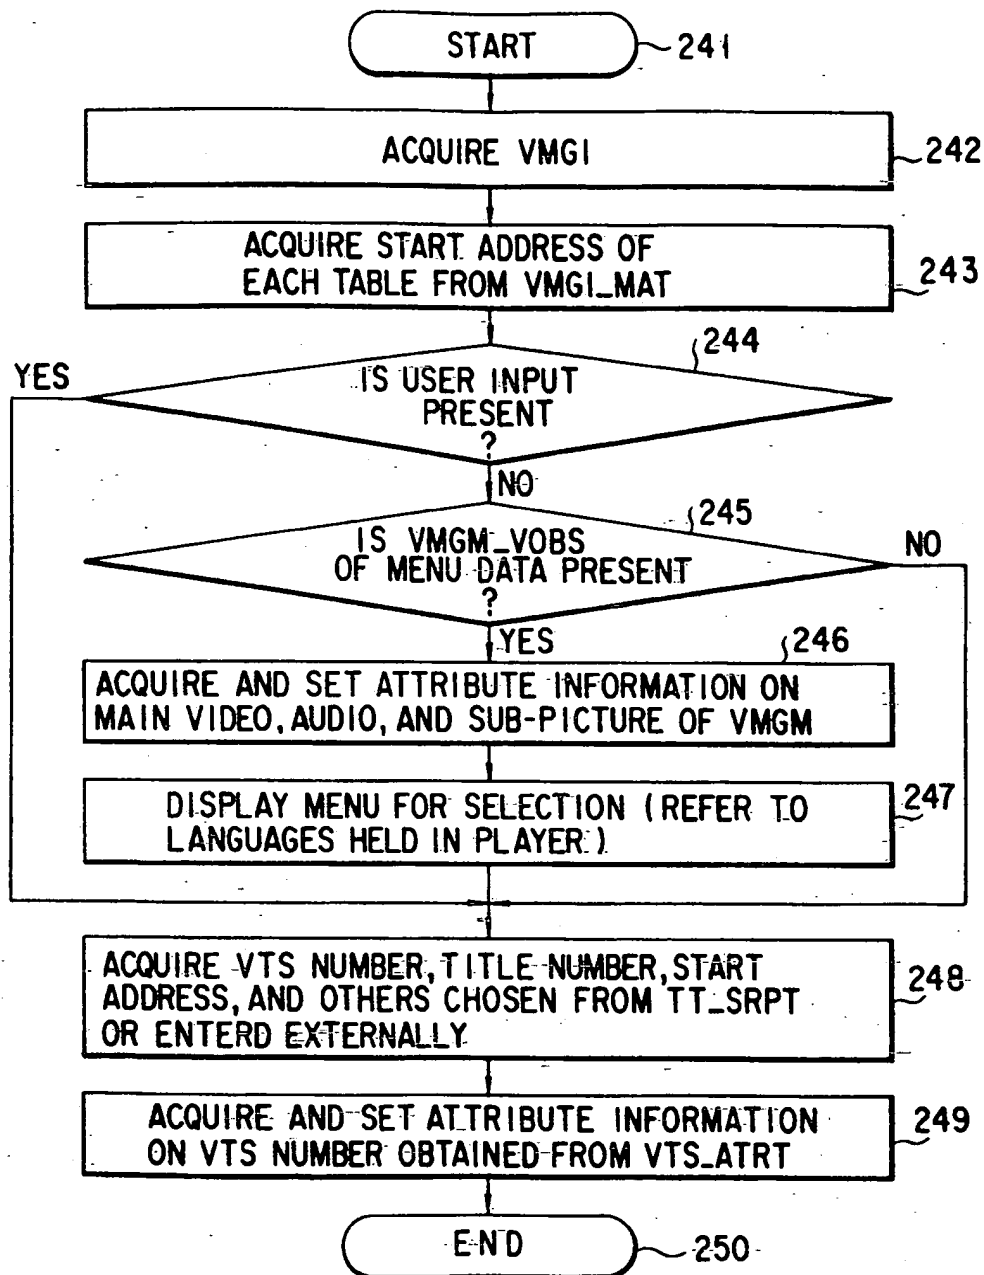 START
241
ACQUIRE VMGI
242
ACQUIRE START ADDRESS OF
EACH TABLE FROM VMGI_MAT
243
244
YES
IS USER INPUT
PRESENT
?
NO
245
IS VMGM_VOBS
OF MENU DATA PRESENT
?
NO
YES
246
ACQUIRE AND SET ATTRIBUTE INFORMATION ON
MAIN VIDEO, AUDIO, AND SUB-PICTURE OF VMGM
DISPLAY MENU FOR SELECTION (REFER TO
LANGUAGES HELD IN PLAYER)
247
ACQUIRE VTS NUMBER, TITLE NUMBER, START
ADDRESS, AND OTHERS CHOSEN FROM TT_SRPT
OR ENTERD EXTERNALLY
248
ACQUIRE AND SET ATTRIBUTE INFORMATION
ON VTS NUMBER OBTAINED FROM VTS_ATRT
249
END
250